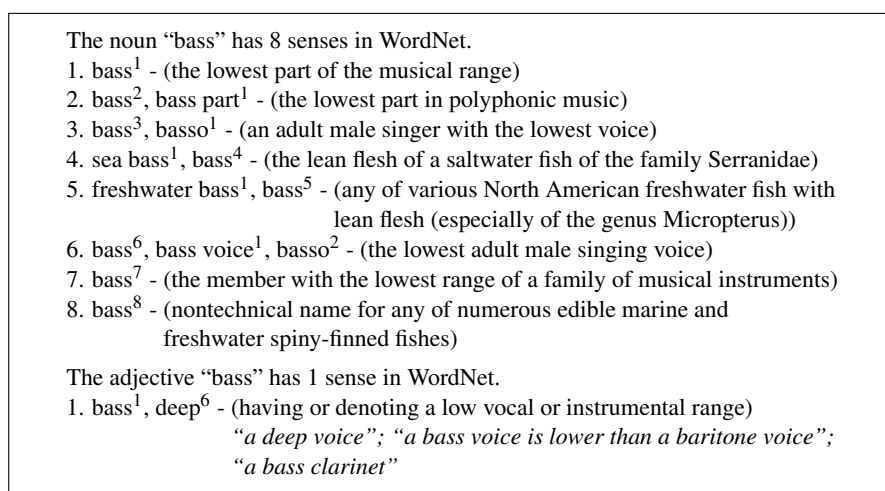 The noun “bass” has 8 senses in WordNet.
1. bass¹ - (the lowest part of the musical range)
2. bass², bass part¹ - (the lowest part in polyphonic music)
3. bass³, basso¹ - (an adult male singer with the lowest voice)
4. sea bass¹, bass⁴ - (the lean flesh of a saltwater fish of the family Serranidae)
5. freshwater bass¹, bass⁵ - (any of various North American freshwater fish with
lean flesh (especially of the genus Micropterus))
6. bass⁶, bass voice¹, basso² - (the lowest adult male singing voice)
7. bass⁷ - (the member with the lowest range of a family of musical instruments)
8. bass⁸ - (nontechnical name for any of numerous edible marine and
freshwater spiny-finned fishes)
The adjective “bass” has 1 sense in WordNet.
1. bass¹, deep⁶ - (having or denoting a low vocal or instrumental range)
“a deep voice”; “a bass voice is lower than a baritone voice”;
“a bass clarinet”